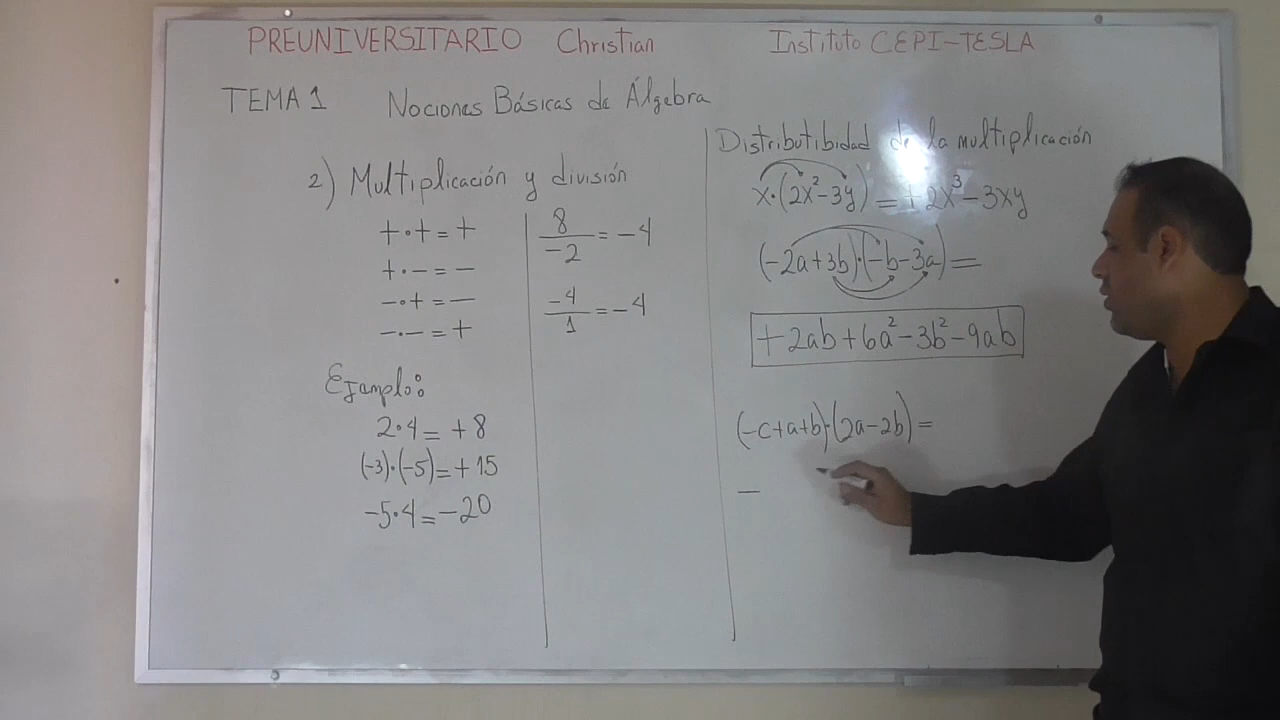 PREUNIVERSITARIO Christian Instituto CEPI-TESLA
TEMA 1 Nociones Básicas de Álgebra
2) Multiplicación y división
+·+=+
+·-=-
-·+=-
-·-=+
Ejemplo:
2·4=+8
(-3)·(-5)=+15
-5·4=-20
8/-2=-4
-4/1=-4
Distributibidad de la multiplicación
x·(2x²-3y)=+2x³-3xy
(-2a+3b)·(-b-3a)=
+2ab+6a²-3b²-9ab
(-c+a+b)·(2a-2b)=
-